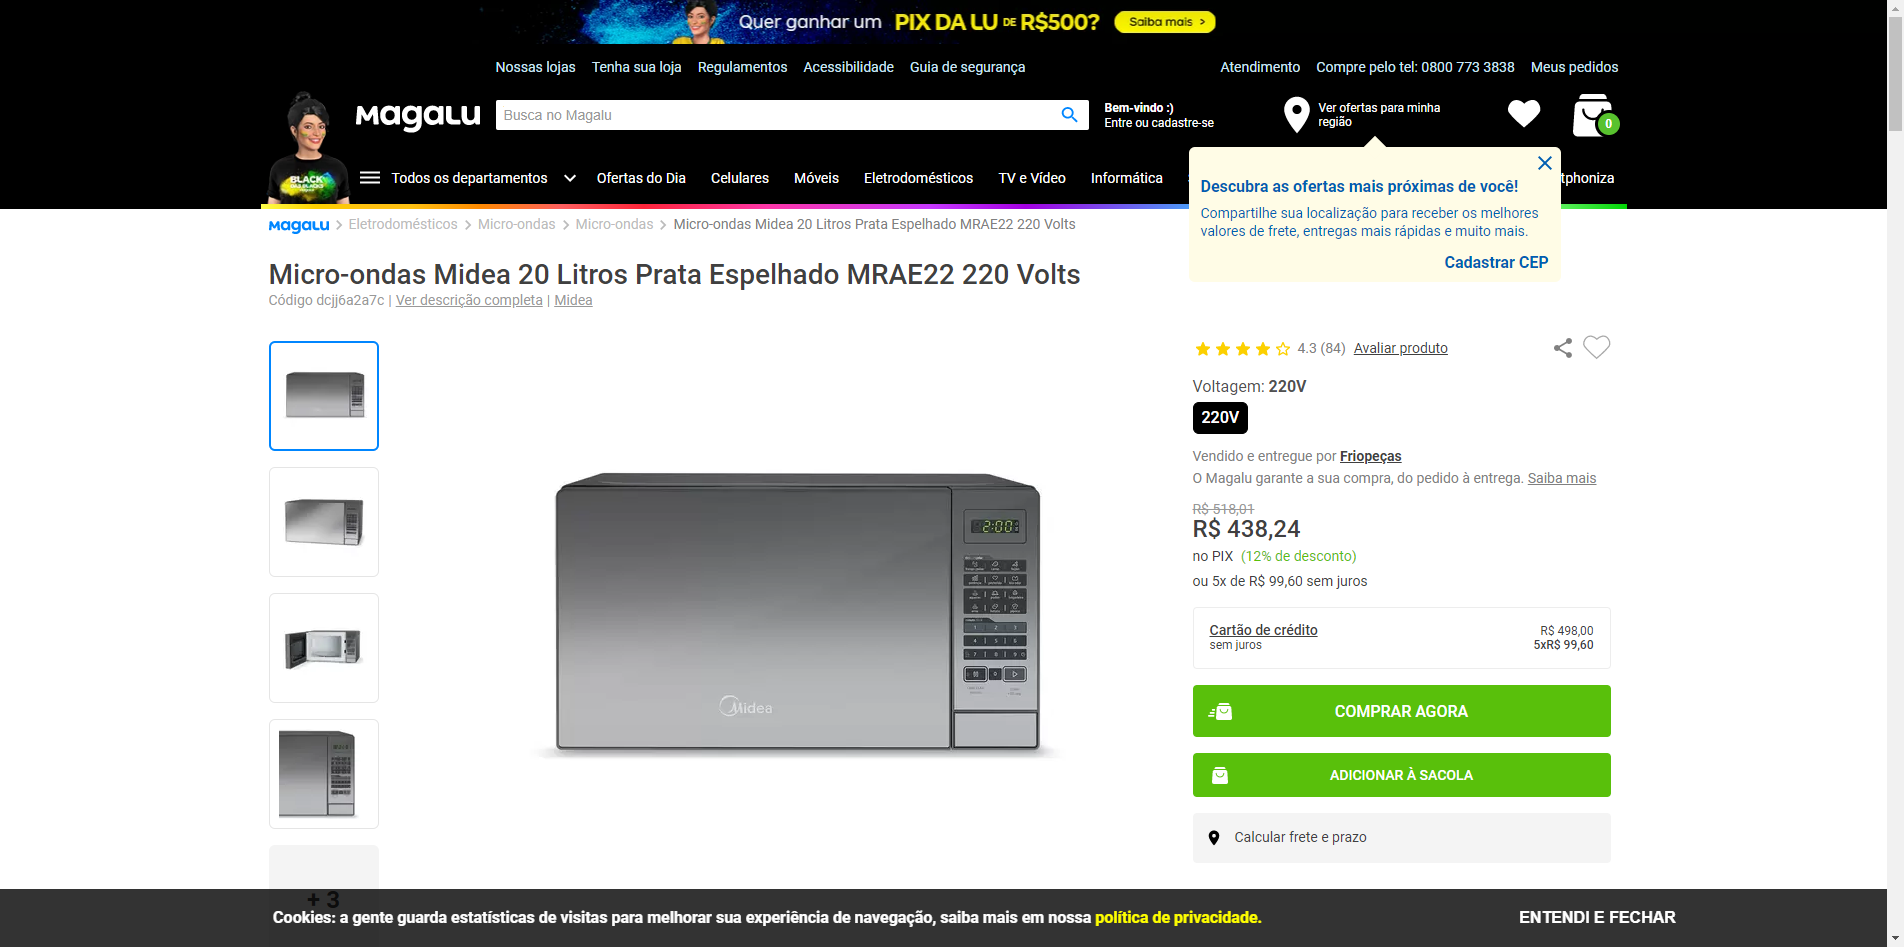 Quer ganhar um PIX DA LU DE R$500? Saiba mais >
Nossas lojas Tenha sua loja Regulamentos Acessibilidade Guia de segurança Atendimento Compre pelo tel: 0800 773 3838 Meus pedidos
Magalu
Busca no Magalu
Bem-vindo :)
Entre ou cadastre-se
Ver ofertas para minha
região
0
BLACK
Todos os departamentos Ofertas do Dia Celulares Móveis Eletrodomésticos TV e Vídeo Informática tphoniza
Descubra as ofertas mais próximas de você!
Compartilhe sua localização para receber os melhores
valores de frete, entregas mais rápidas e muito mais.
Cadastrar CEP
Magalu > Eletrodomésticos > Micro-ondas > Micro-ondas > Micro-ondas Midea 20 Litros Prata Espelhado MRAE22 220 Volts
Micro-ondas Midea 20 Litros Prata Espelhado MRAE22 220 Volts
Código dcjj6a2a7c | Ver descrição completa | Midea
4.3 (84) Avaliar produto
Voltagem: 220V
220V
Vendido e entregue por Friopeças
O Magalu garante a sua compra, do pedido à entrega. Saiba mais
R$ 518,01
R$ 438,24
no PIX (12% de desconto)
ou 5x de R$ 99,60 sem juros
Cartão de crédito R$ 498,00
sem juros 5xR$ 99,60
COMPRAR AGORA
ADICIONAR À SACOLA
Calcular frete e prazo
2:00
1 2 3
4 5 6
7 8 9
0
Midea
+ 3
Cookies: a gente guarda estatísticas de visitas para melhorar sua experiência de navegação, saiba mais em nossa política de privacidade.
ENTENDI E FECHAR